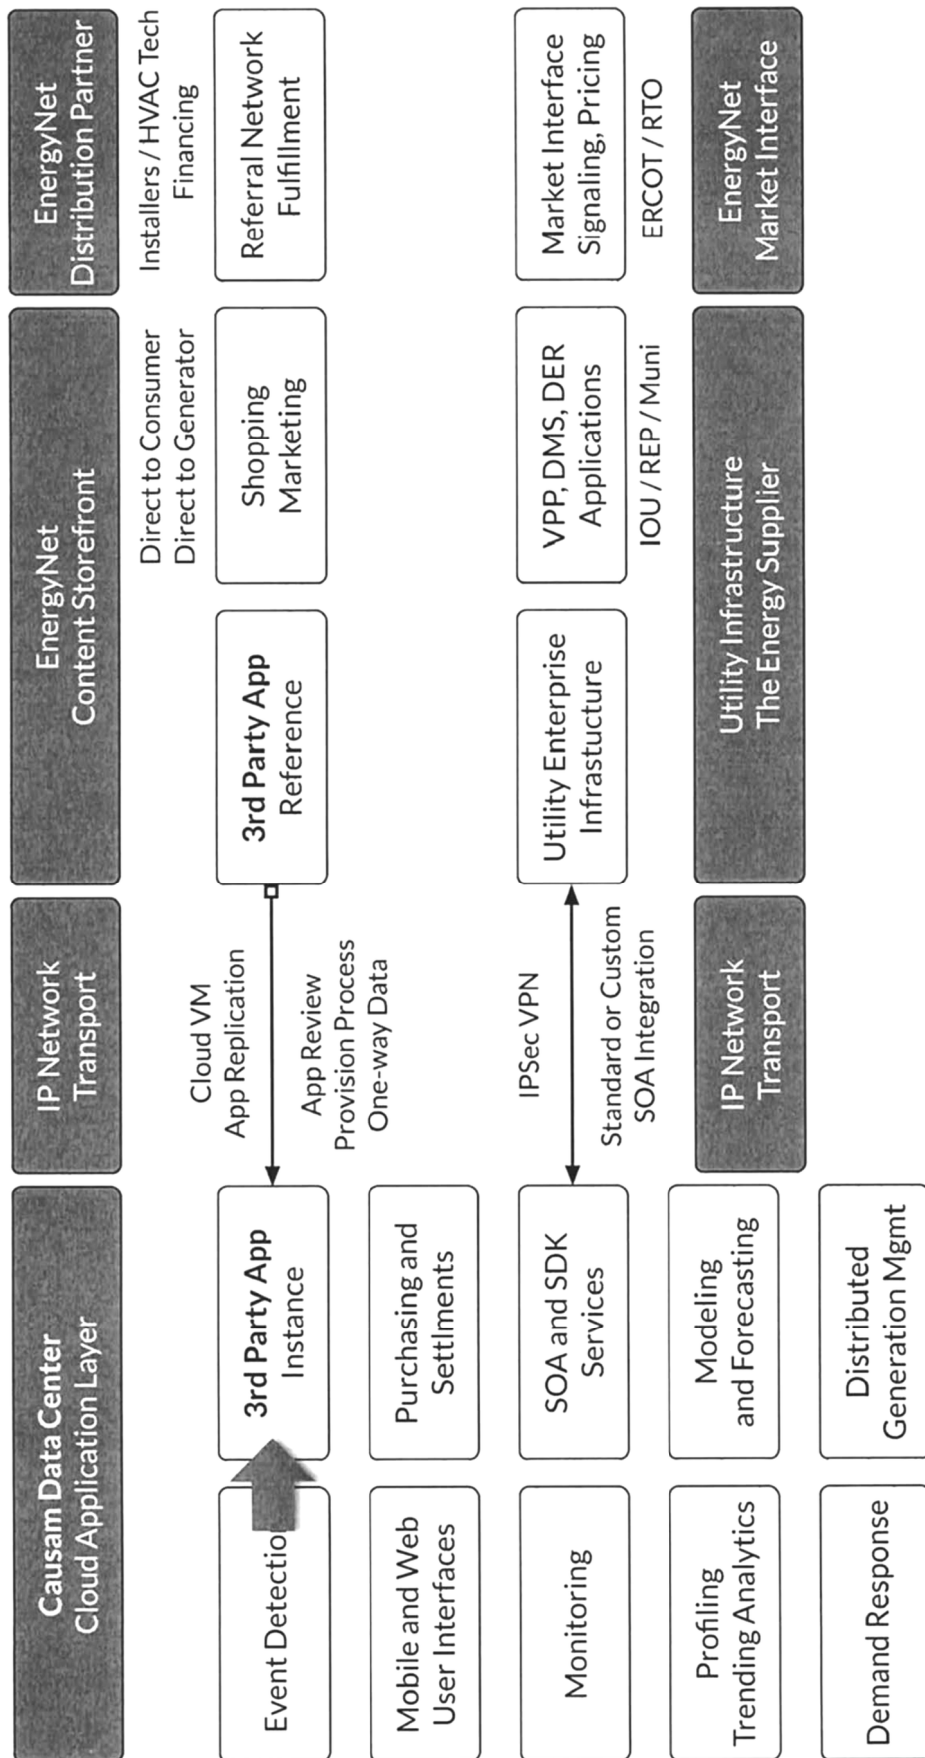 Causam Data Center
Cloud Application Layer
IP Network
Transport
EnergyNet
Content Storefront
EnergyNet
Distribution Partner
Direct to Consumer
Direct to Generator
Installers / HVAC Tech
Financing
Event Detectio
3rd Party App
Instance
Cloud VM
App Replication
App Review
Provision Process
One-way Data
3rd Party App
Reference
Shopping
Marketing
Referral Network
Fulfillment
Mobile and Web
User Interfaces
Purchasing and
Settlments
Monitoring
SOA and SDK
Services
IPSec VPN
Standard or Custom
SOA Integration
Utility Enterprise
Infrastucture
VPP, DMS, DER
Applications
Market Interface
Signaling, Pricing
IOU / REP / Muni
ERCOT / RTO
Profiling
Trending Analytics
Modeling
and Forecasting
IP Network
Transport
Utility Infrastructure
The Energy Supplier
EnergyNet
Market Interface
Demand Response
Distributed
Generation Mgmt